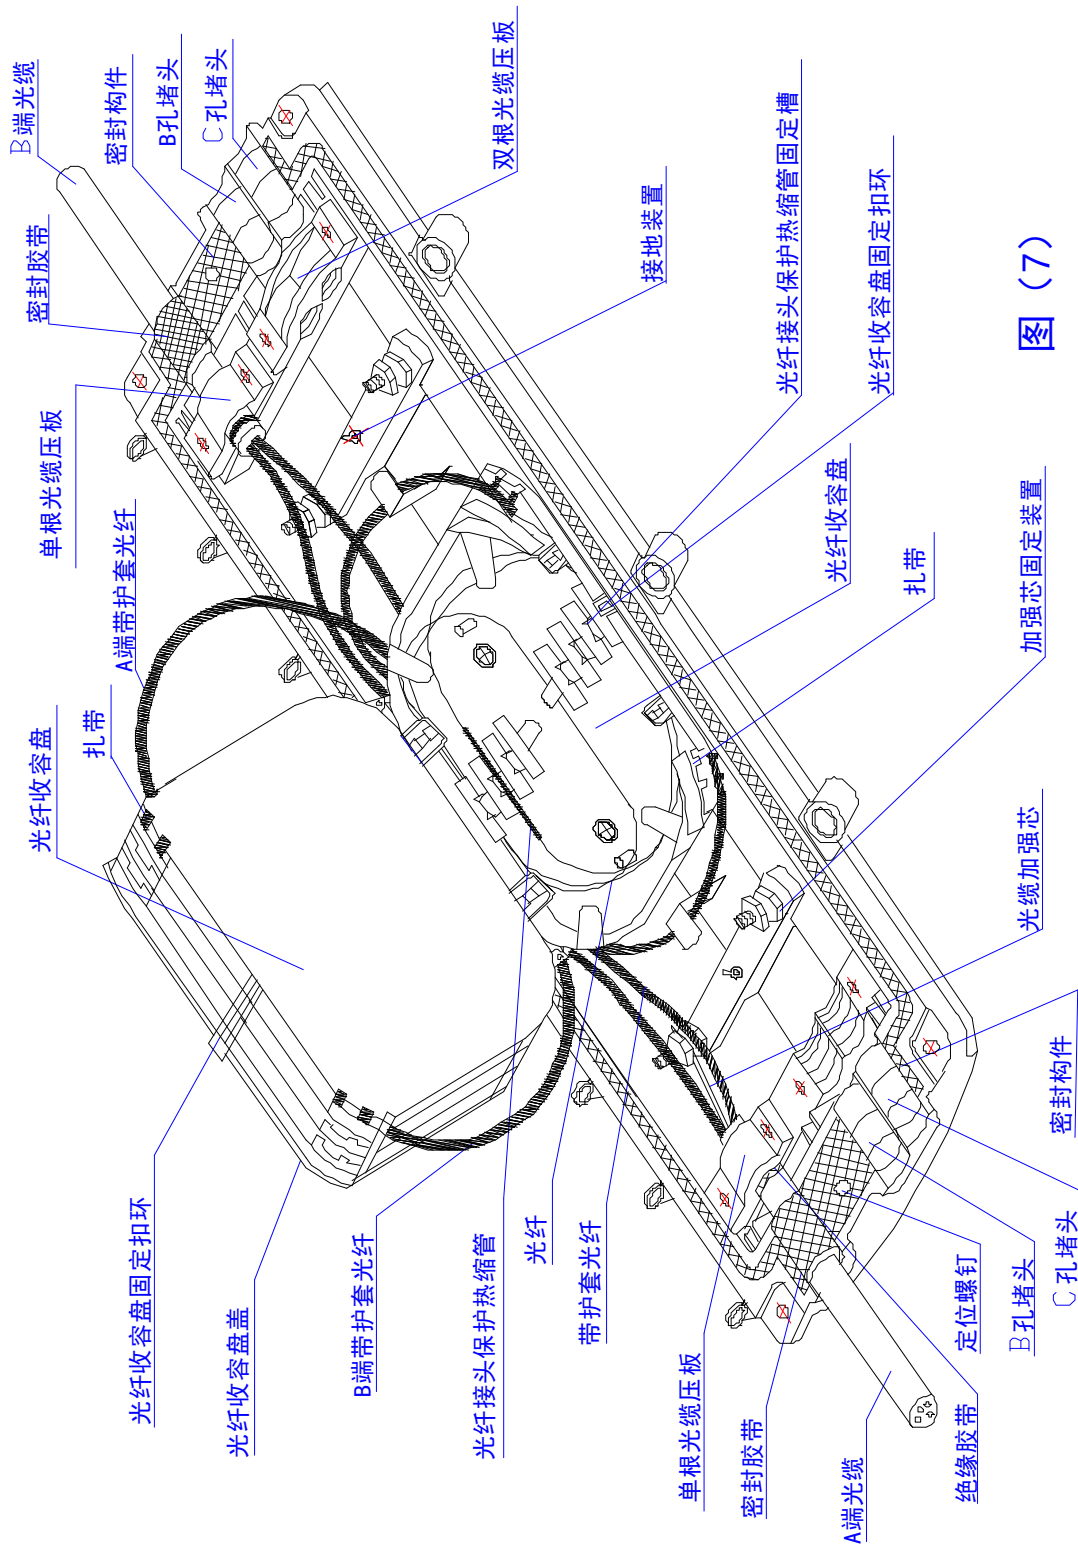 B端光缆
密封构件
B孔堵头
C孔堵头
双根光缆压板
密封胶带
接地装置
光纤接头保护热缩管固定槽
光纤收容盘固定扣环
单根光缆压板
A端带护套光纤
光纤收容盘
扎带
加强芯固定装置
扎带
光纤收容盘
光缆加强芯
密封构件
C孔堵头
B孔堵头
定位螺钉
绝缘胶带
A端光缆
密封胶带
单根光缆压板
带护套光纤
光纤
光纤接头保护热缩管
B端带护套光纤
光纤收容盘盖
光纤收容盘固定扣环
图（7）